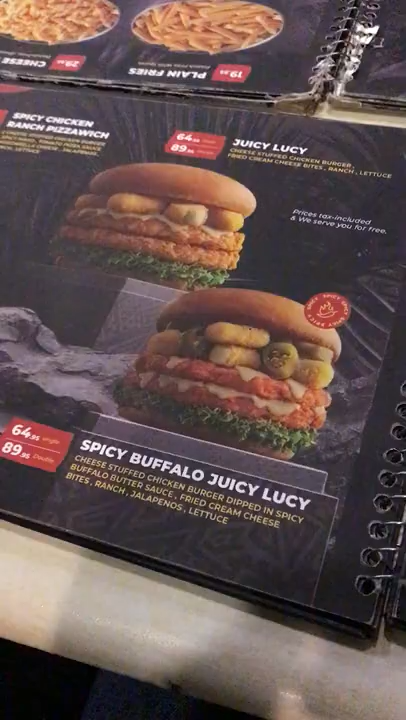 CHEESE
29.95
PLAIN FRIES
19.95
SPICY CHICKEN
RANCH PIZZAWICH
64.95
89.95
JUICY LUCY
CHEESE STUFFED CHICKEN BURGER,
FRIED CREAM CHEESE BITES, RANCH, LETTUCE
Prices tax-included
& We serve you for free.
SPICY
64.95 Single
89.95 Double
SPICY BUFFALO JUICY LUCY
CHEESE STUFFED CHICKEN BURGER DIPPED IN SPICY
BUFFALO BUTTER SAUCE, FRIED CREAM CHEESE
BITES, RANCH, JALAPENOS, LETTUCE